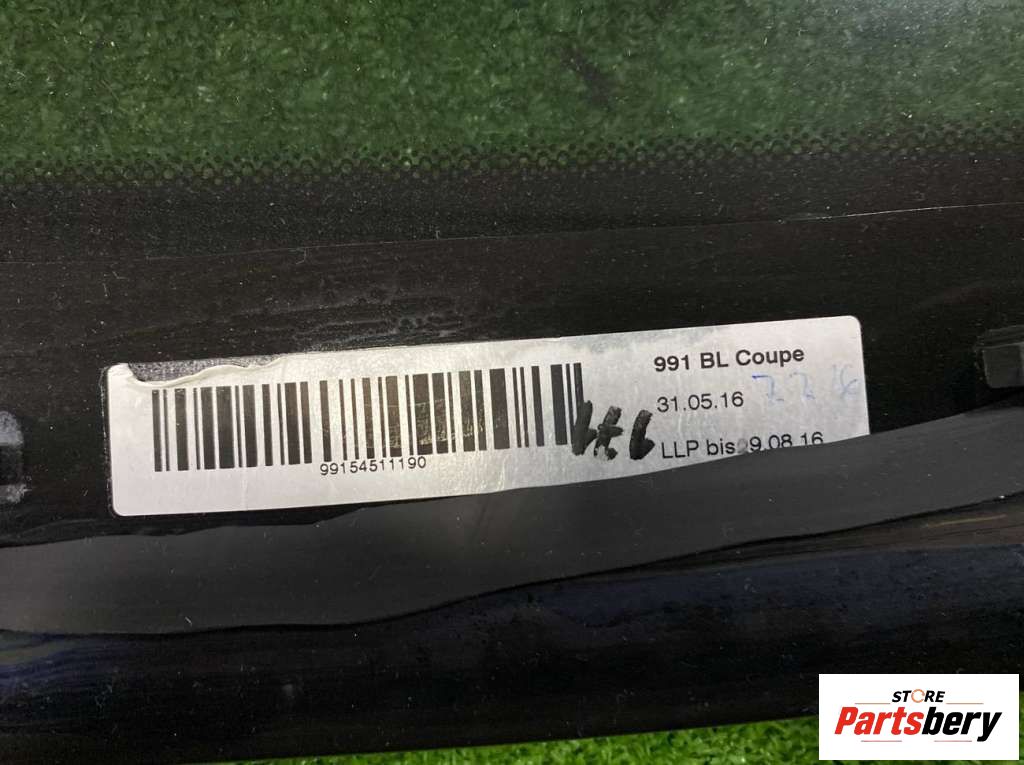 991 BL Coupe
31.05.16
99154511190
LLP bis 9.08.16
STORE
Partsbery